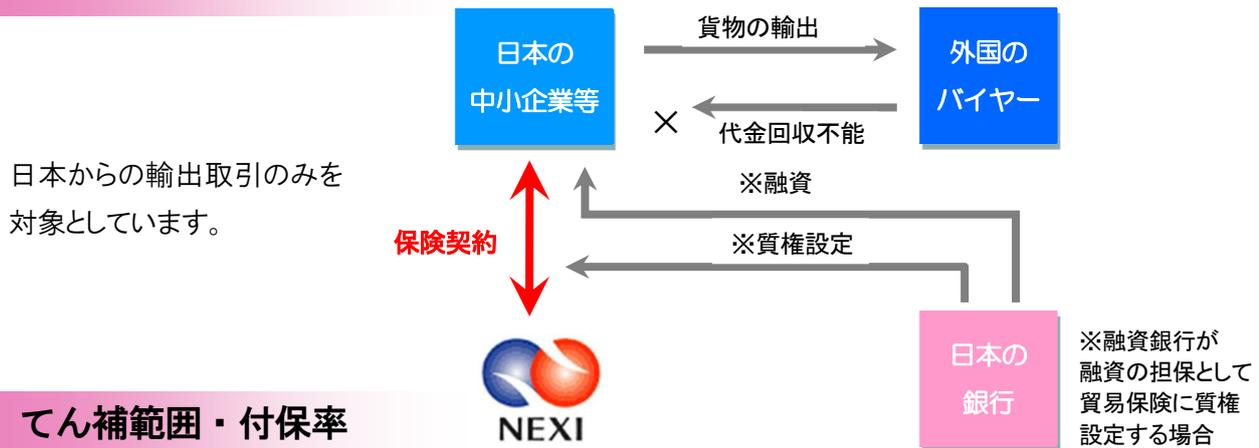 日本の
中小企業等
貨物の輸出
外国の
バイヤー
×
代金回収不能
日本からの輸出取引のみを
対象としています。
※融資
保険契約
※質権設定
日本の
銀行
※融資銀行が
融資の担保として
貿易保険に質権
設定する場合
NEXI
てん補範囲・付保率